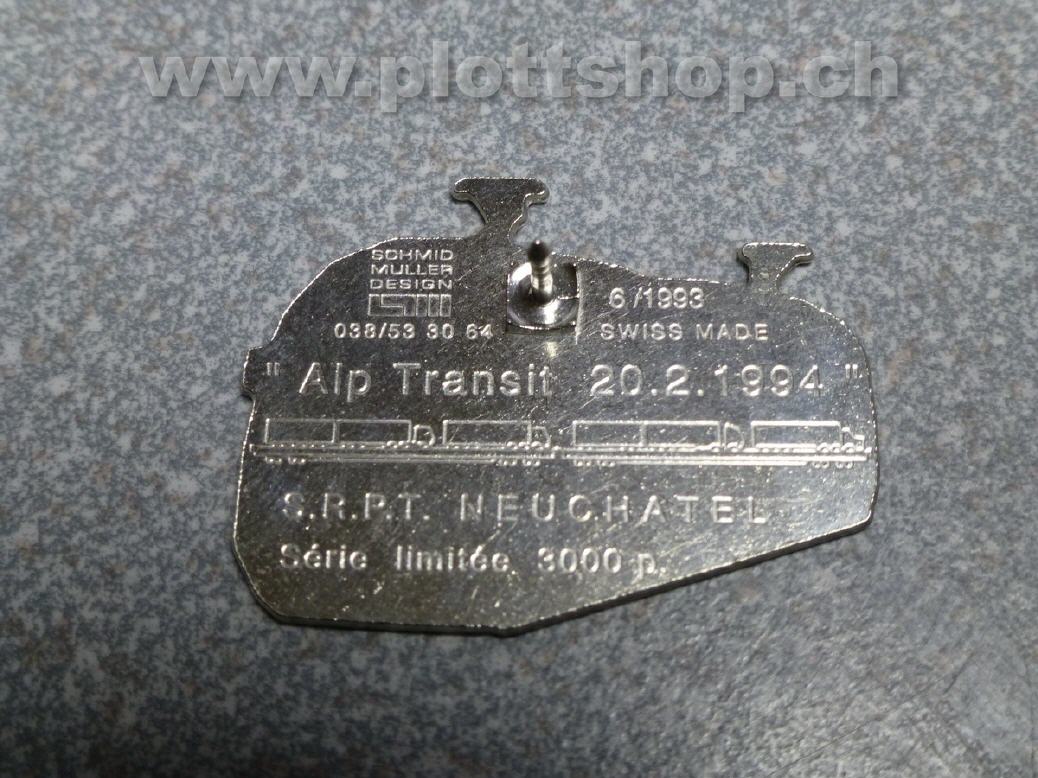 www.plottshop.ch
SCHMID
MULLER
DESIGN
038/53 30 64
6/1993
SWISS MADE
" Alp Transit 20.2.1994 "
S.R.P.T. NEUCHATEL
Série limitée 3000 p.